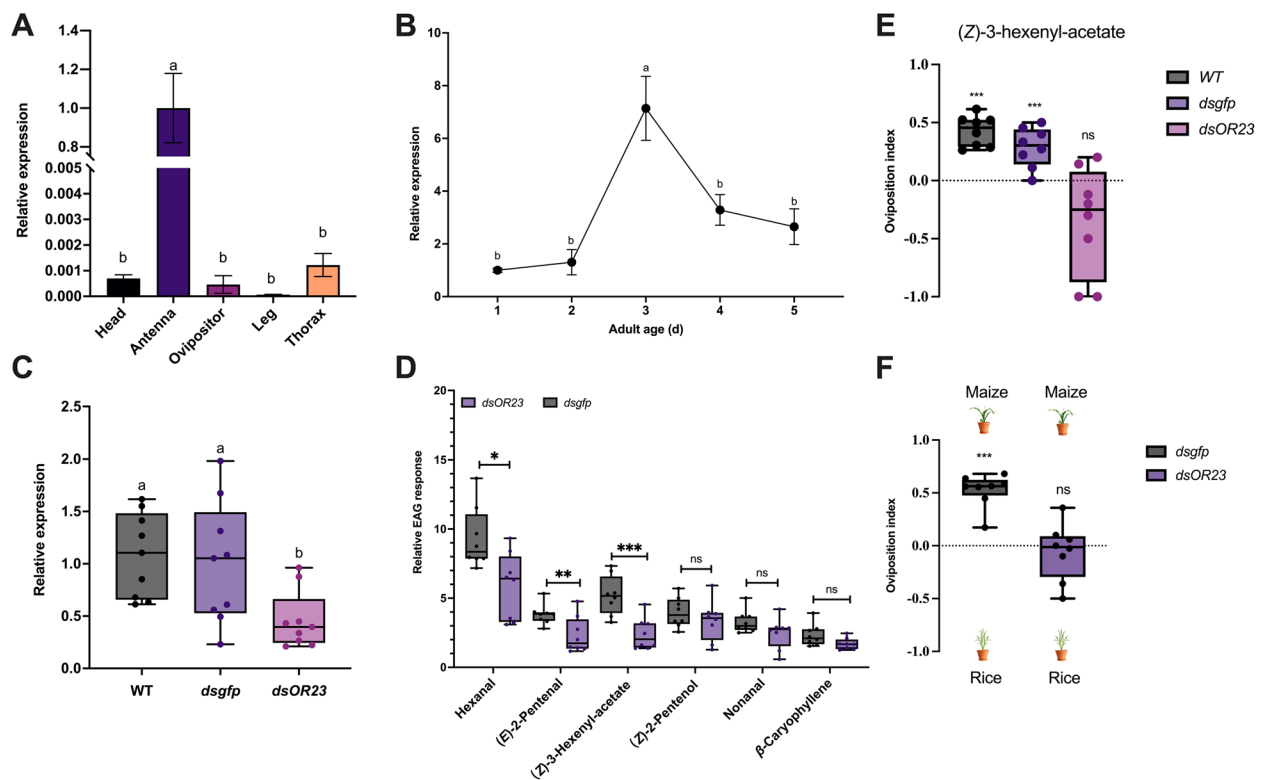 A
Relative expression
1.4
1.2
1.0
0.8
0.005
0.004
0.003
0.002
0.001
0.000
b
a
b
b
b
Head
Antenna
Ovipositor
Leg
Thorax
B
Relative expression
10
8
6
4
2
0
b
b
a
b
b
1
2
3
4
5
Adult age (d)
E
(Z)-3-hexenyl-acetate
Oviposition index
1.0
0.5
0.0
-0.5
-1.0
***
***
ns
WT
dsgfp
dsOR23
C
Relative expression
2.5
2.0
1.5
1.0
0.5
0.0
a
a
b
WT
dsgfp
dsOR23
D
Relative EAG response
20
15
10
5
0
dsOR23
dsgfp
*
**
***
ns
ns
ns
Hexanal
(E)-2-Pentenal
(Z)-3-Hexenyl-acetate
(Z)-2-Pentenol
Nonanal
β-Caryophyllene
F
Maize
Maize
Oviposition index
1.0
0.5
0.0
-0.5
-1.0
***
ns
Rice
Rice
dsgfp
dsOR23